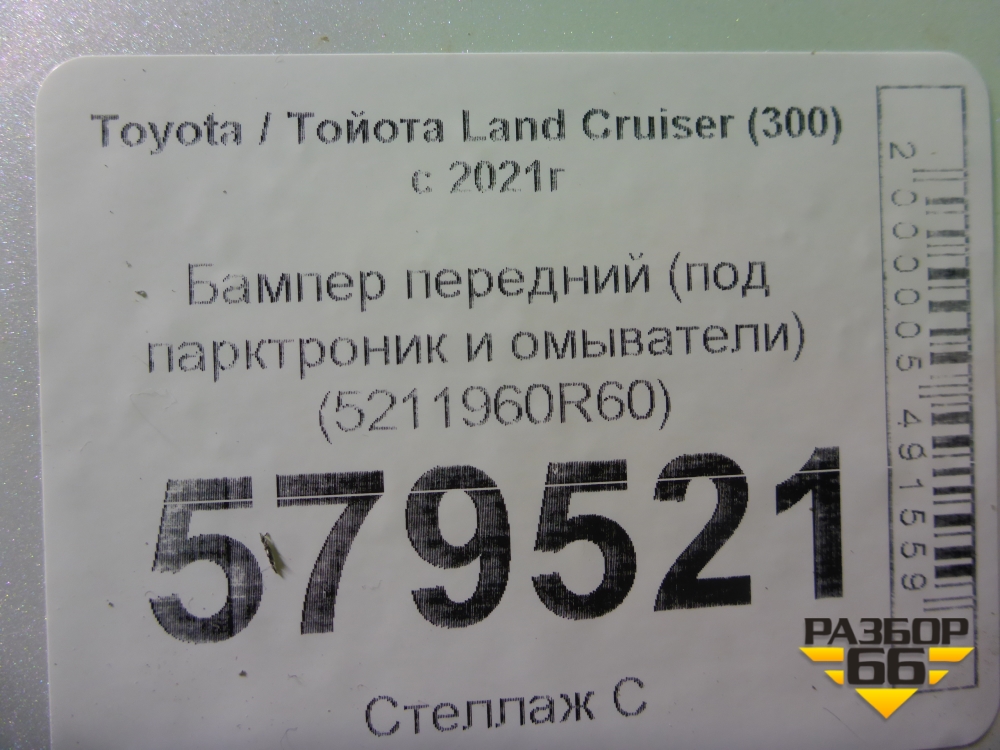 Toyota / Тойота Land Cruiser (300)
с 2021г
Бампер передний (под
парктроник и омыватели)
(5211960R60)
579521
Стеллаж С
2000005491559
РАЗБОР
66